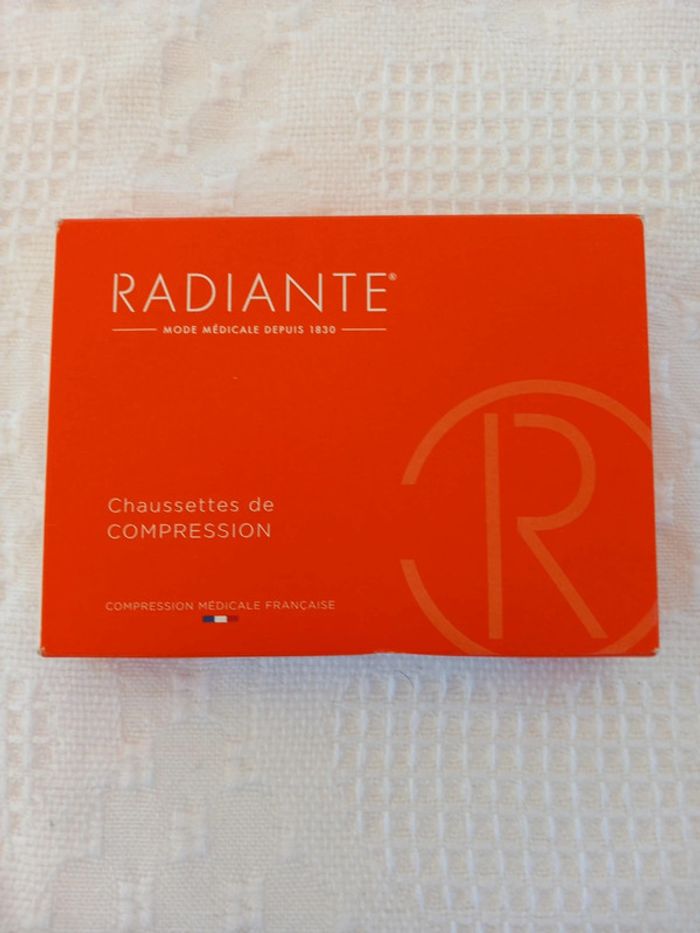 RADIANTE®
MODE MÉDICALE DEPUIS 1830
R
Chaussettes de
COMPRESSION
COMPRESSION MÉDICALE FRANÇAISE